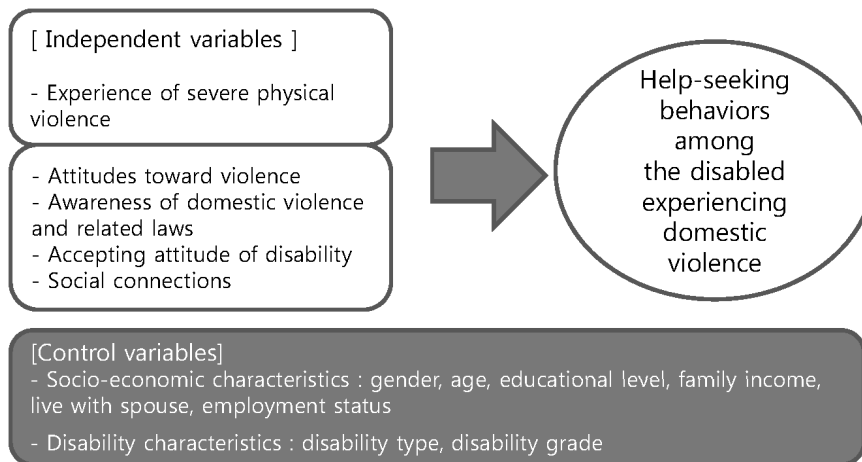 [ Independent variables ]
- Experience of severe physical
violence
- Attitudes toward violence
- Awareness of domestic violence
and related laws
- Accepting attitude of disability
- Social connections
Help-seeking
behaviors
among
the disabled
experiencing
domestic
violence
[Control variables]
- Socio-economic characteristics : gender, age, educational level, family income,
live with spouse, employment status
- Disability characteristics : disability type, disability grade